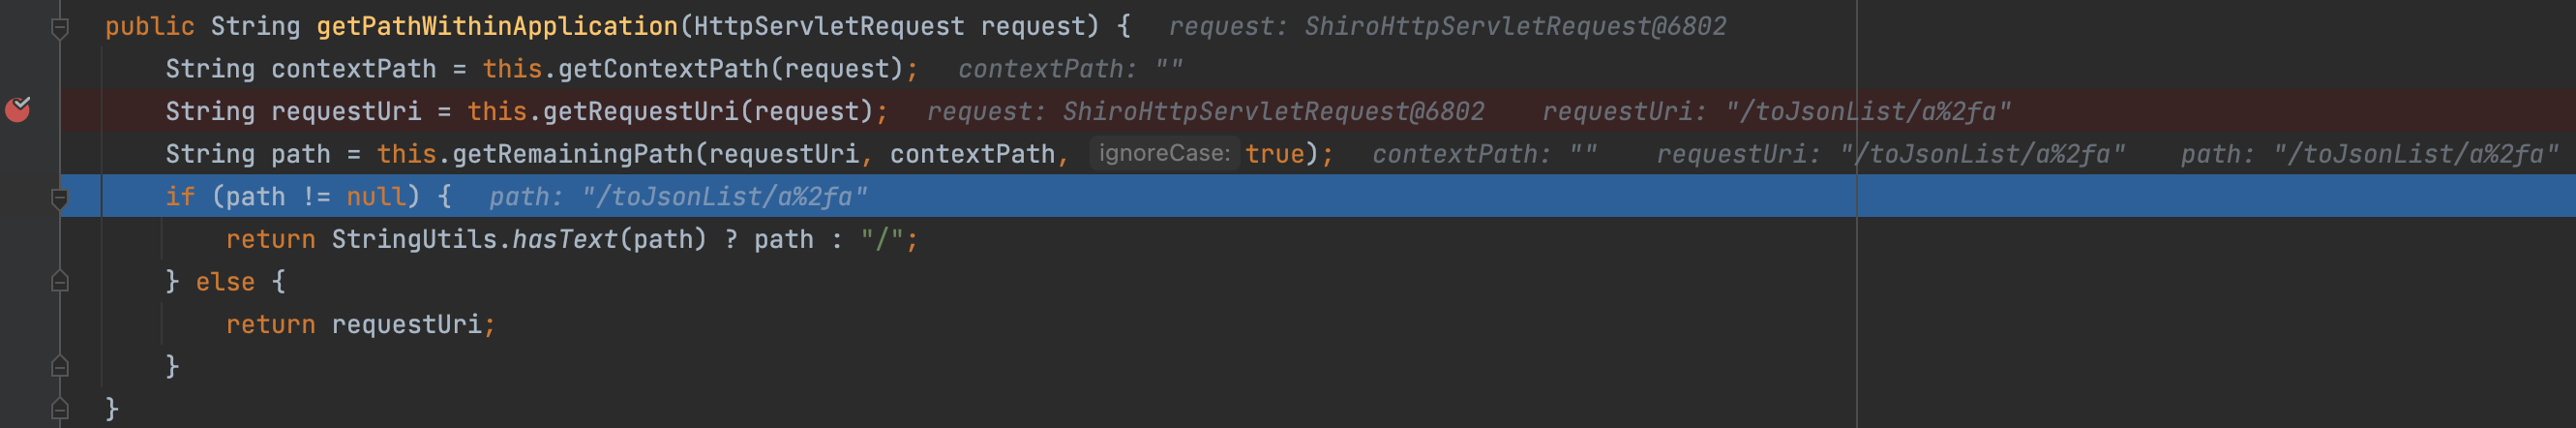 public String getPathWithinApplication(HttpServletRequest request) { request: ShiroHttpServletRequest@6802
String contextPath = this.getContextPath(request); contextPath: ""
String requestUri = this.getRequestUri(request); request: ShiroHttpServletRequest@6802 requestUri: "/toJsonList/a%2fa"
String path = this.getRemainingPath(requestUri, contextPath, ignoreCase: true); contextPath: "" requestUri: "/toJsonList/a%2fa" path: "/toJsonList/a%2fa"
if (path != null) { path: "/toJsonList/a%2fa"
return StringUtils.hasText(path) ? path : "/";
} else {
return requestUri;
}
}